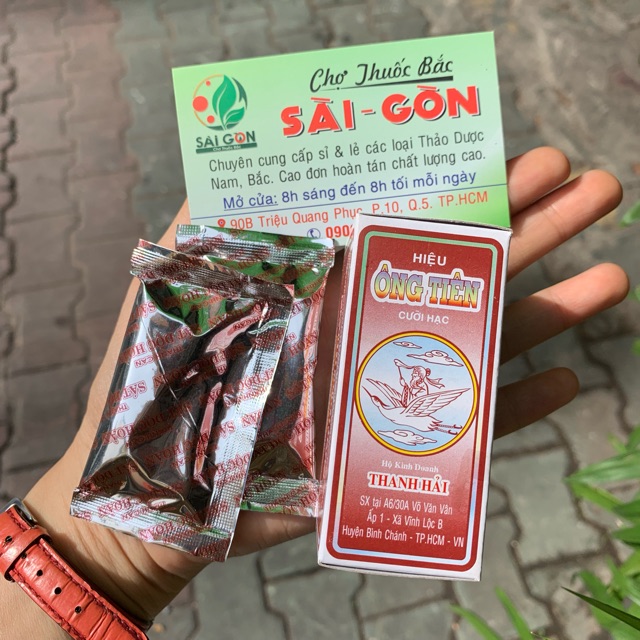 Chợ Thuốc Bắc
SÀI-GÒN
SÀI GÒN
Chuyên cung cấp sỉ & lẻ các loại Thảo Dược
Nam, Bắc. Cao đơn hoàn tán chất lượng cao.
Mở cửa: 8h sáng đến 8h tối mỗi ngày
90B Triệu Quang Phục, P.10, Q.5. TP.HCM
HIỆU
ÔNG TIÊN
CƯỠI HẠC
Hộ Kinh Doanh
THANH HẢI
SX tại A6/30A Võ Văn Vân
Ấp 1 - Xã Vĩnh Lộc B
Huyện Bình Chánh - TP.HCM - VN